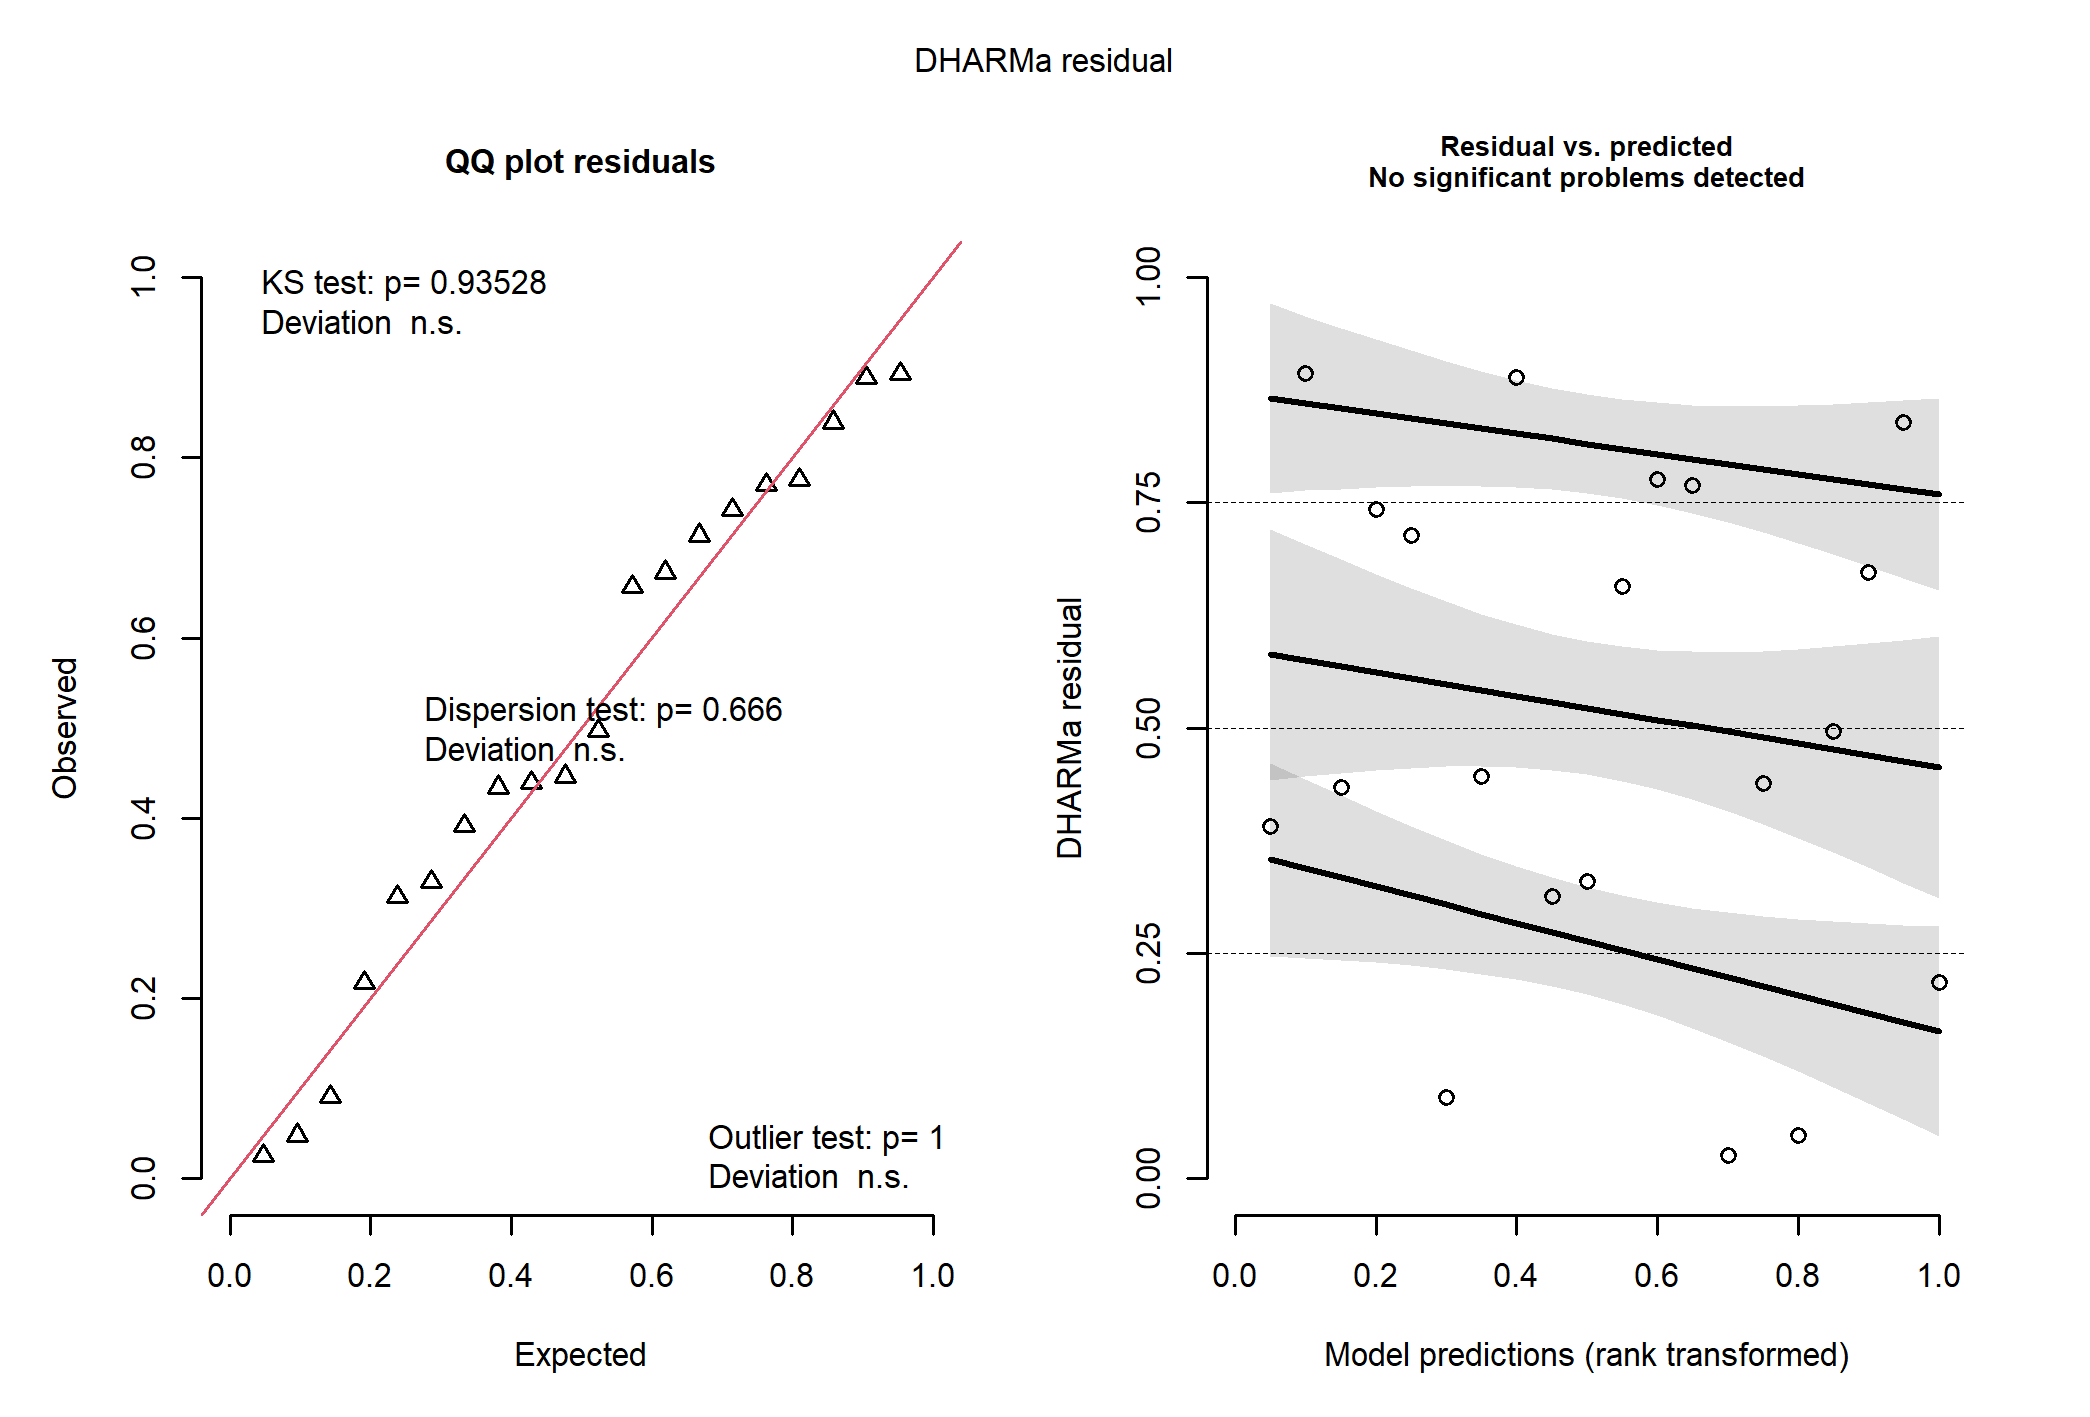 DHARMa residual
QQ plot residuals
KS test: p= 0.93528
Deviation  n.s.
Dispersion test: p= 0.666
Deviation  n.s.
Outlier test: p= 1
Deviation  n.s.
Observed
0.0
0.2
0.4
0.6
0.8
1.0
0.0 0.2 0.4 0.6 0.8 1.0
Expected
Residual vs. predicted
No significant problems detected
DHARMa residual
0.00
0.25
0.50
0.75
1.00
0.0 0.2 0.4 0.6 0.8 1.0
Model predictions (rank transformed)